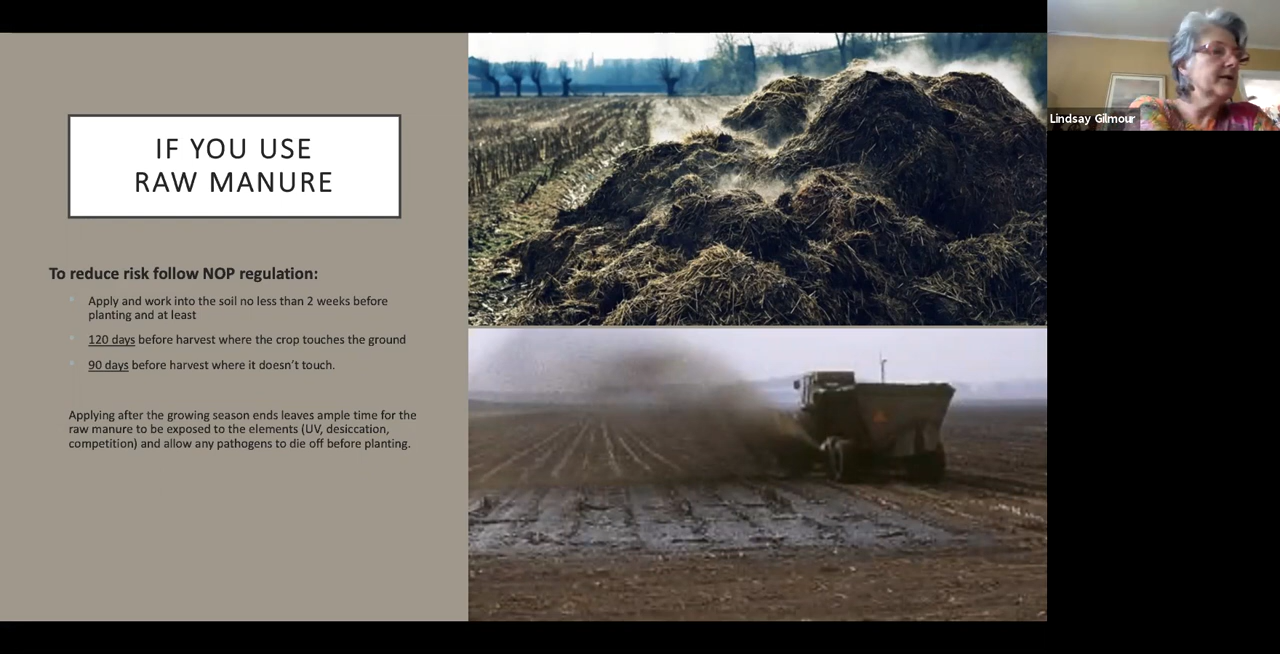 IF YOU USE
RAW MANURE
To reduce risk follow NOP regulation:
Apply and work into the soil no less than 2 weeks before
planting and at least
120 days before harvest where the crop touches the ground
90 days before harvest where it doesn't touch.
Applying after the growing season ends leaves ample time for the
raw manure to be exposed to the elements (UV, desiccation,
competition) and allow any pathogens to die off before planting.
Lindsay Gilmour